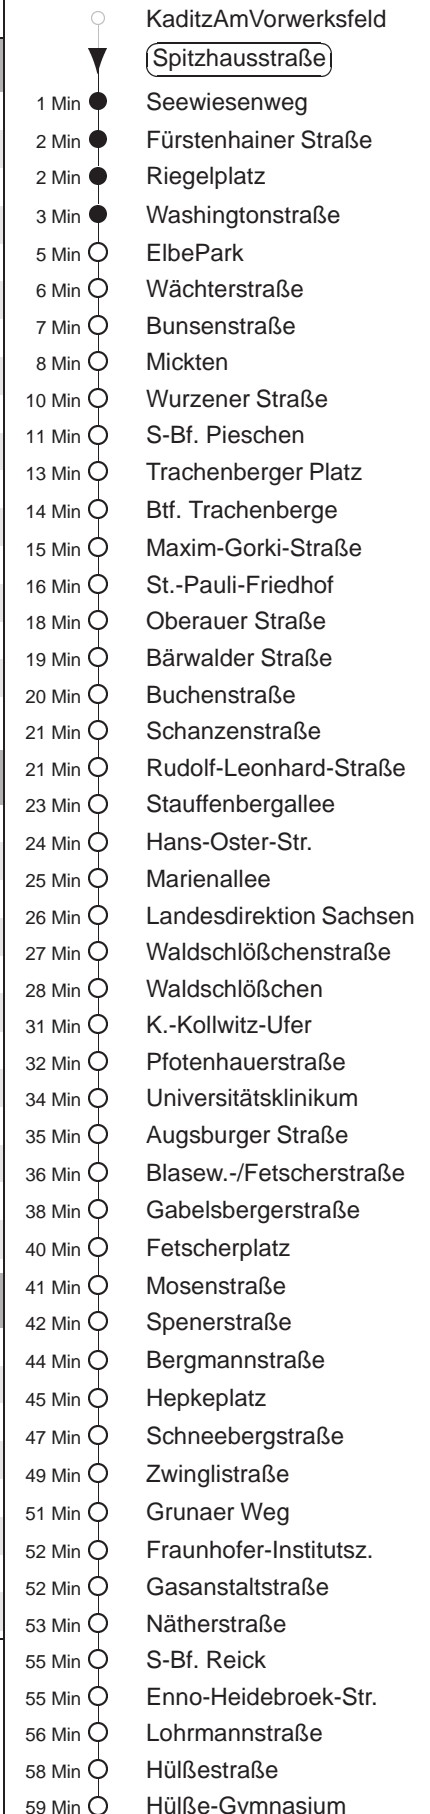 KaditzAmVorwerksfeld
Spitzhausstraße
1 Min Seewiesenweg
2 Min Fürstenhainer Straße
2 Min Riegelplatz
3 Min Washingtonstraße
5 Min ElbePark
6 Min Wächterstraße
7 Min Bunsenstraße
8 Min Mickten
10 Min Wurzener Straße
11 Min S-Bf. Pieschen
13 Min Trachenberger Platz
14 Min Btf. Trachenberge
15 Min Maxim-Gorki-Straße
16 Min St.-Pauli-Friedhof
18 Min Oberauer Straße
19 Min Bärwalder Straße
20 Min Buchenstraße
21 Min Schanzenstraße
21 Min Rudolf-Leonhard-Straße
23 Min Stauffenbergallee
24 Min Hans-Oster-Str.
25 Min Marienallee
26 Min Landesdirektion Sachsen
27 Min Waldschlößchenstraße
28 Min Waldschlößchen
31 Min K.-Kollwitz-Ufer
32 Min Pfotenhauerstraße
34 Min Universitätsklinikum
35 Min Augsburger Straße
36 Min Blasew.-/Fetscherstraße
38 Min Gabelsbergerstraße
40 Min Fetscherplatz
41 Min Mosenstraße
42 Min Spenerstraße
44 Min Bergmannstraße
45 Min Hepkeplatz
47 Min Schneebergstraße
49 Min Zwinglistraße
51 Min Grunaer Weg
52 Min Fraunhofer-Institutsz.
52 Min Gasanstaltstraße
53 Min Nätherstraße
55 Min S-Bf. Reick
55 Min Enno-Heidebroek-Str.
56 Min Lohrmannstraße
58 Min Hülßestraße
59 Min Hülße-Gymnasium